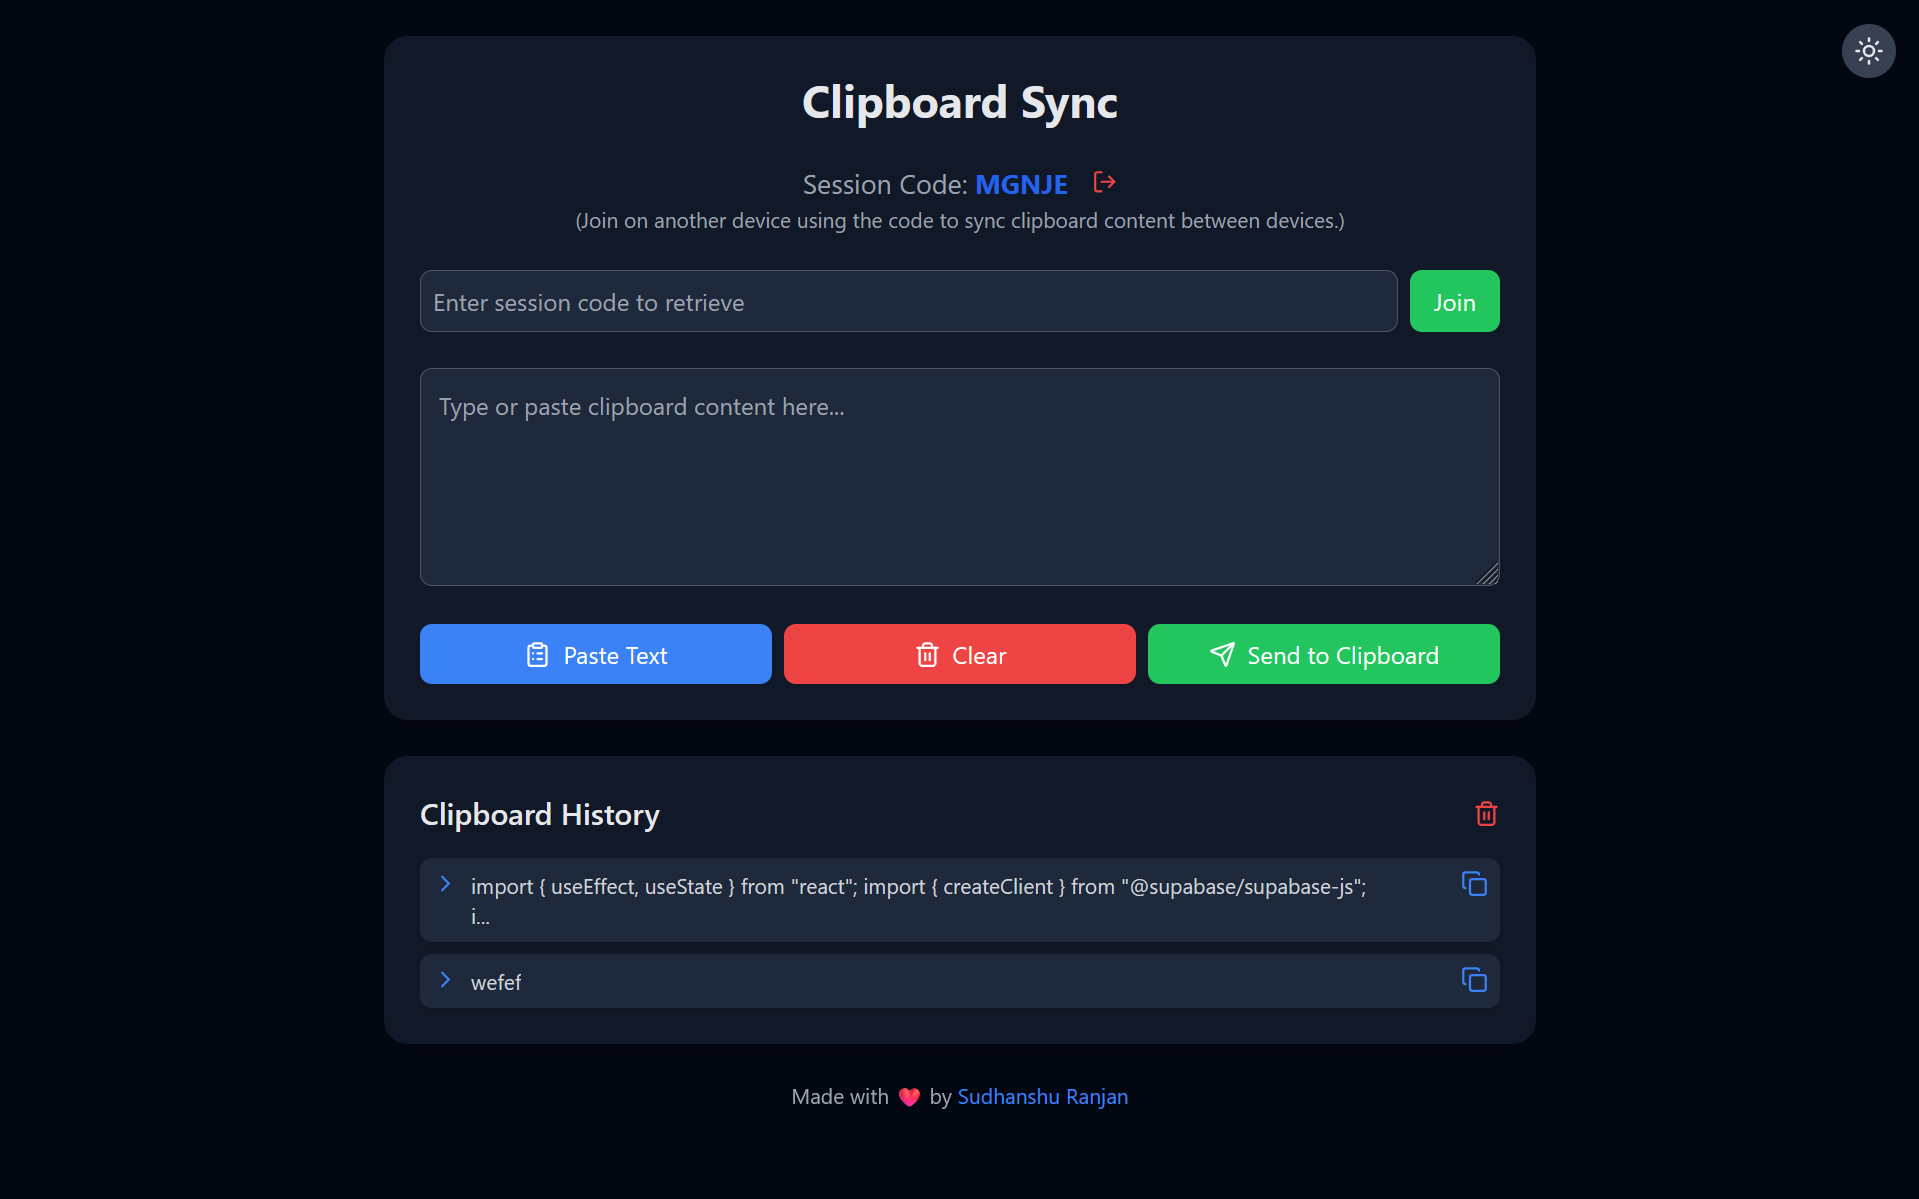 Clipboard Sync
Session Code: MGNJE
(Join on another device using the code to sync clipboard content between devices.)
Enter session code to retrieve
Join
Type or paste clipboard content here...
Paste Text
Clear
Send to Clipboard
Clipboard History
import { useEffect, useState } from "react"; import { createClient } from "@supabase/supabase-js";
i...
wefef
Made with ❤️ by Sudhanshu Ranjan